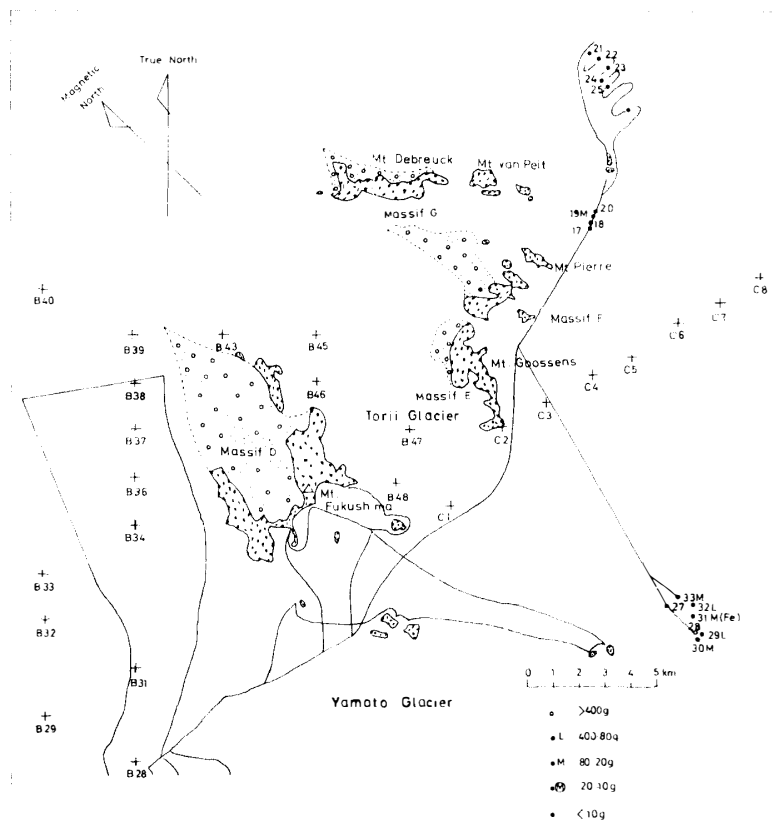 True North
Magnetic
North
21
22
23
24
25
Mt Debreuck
Mt van Pelt
Massif G
20
19M
18
17
Mt Pierre
C8
C7
B40
Massif F
C6
B39
B43
B45
Mt. Goossens
C5
C4
B38
B46
Massif E
C3
Torii Glacier
B37
B47
C2
Massif D
B36
B48
Mt.
Fukushima
C1
B34
B33
33M
27
32L
31M(Fe)
28
29L
30M
B32
B31
0 1 2 3 4 5 km
Yamato Glacier
>400g
B29
L 400-80g
M 80-20g
B28
M 20-10g
<10g